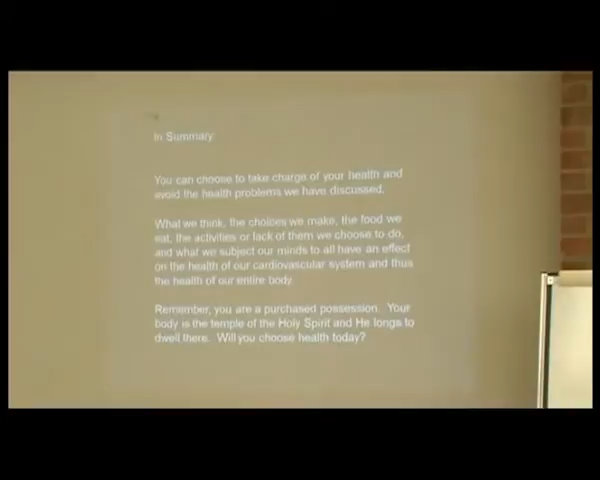 In Summary
You can choose to take charge of your health and
avoid the health problems we have discussed.
What we think, the choices we make, the food we
eat, the activities or lack of them we choose to do,
and what we subject our minds to all have an effect
on the health of our cardiovascular system and thus
the health of our entire body
Remember, you are a purchased possession. Your
body is the temple of the Holy Spirit and He longs to
dwell there. Will you choose health today?